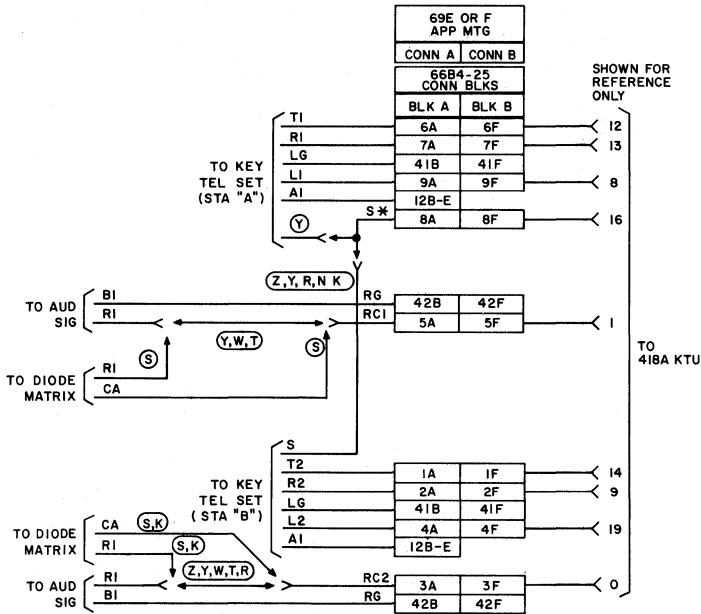 69E OR F
APP MTG
CONN A CONN B
66B4-25
CONN BLKS
BLK A BLK B
SHOWN FOR
REFERENCE
ONLY
T1 6A 6F 12
R1 7A 7F 13
LG 41B 41F
L1 9A 9F 8
A1 12B-E
S* 8A 8F 16
TO KEY
TEL SET
(STA "A")
Y
Z,Y,R,N K
TO AUD
SIG
B1 RG 42B 42F
R1 RC1 5A 5F 1
Y,W,T
S
S
TO DIODE
MATRIX
R1
CA
TO
418A KTU
S
T2 1A 1F 14
R2 2A 2F 9
LG 41B 41F
L2 4A 4F 19
A1 12B-E
TO KEY
TEL SET
(STA "B")
TO DIODE
MATRIX
CA S,K
R1 S,K
Z,Y,W,T,R
TO AUD
SIG
R1 RC2 3A 3F 0
B1 RG 42B 42F